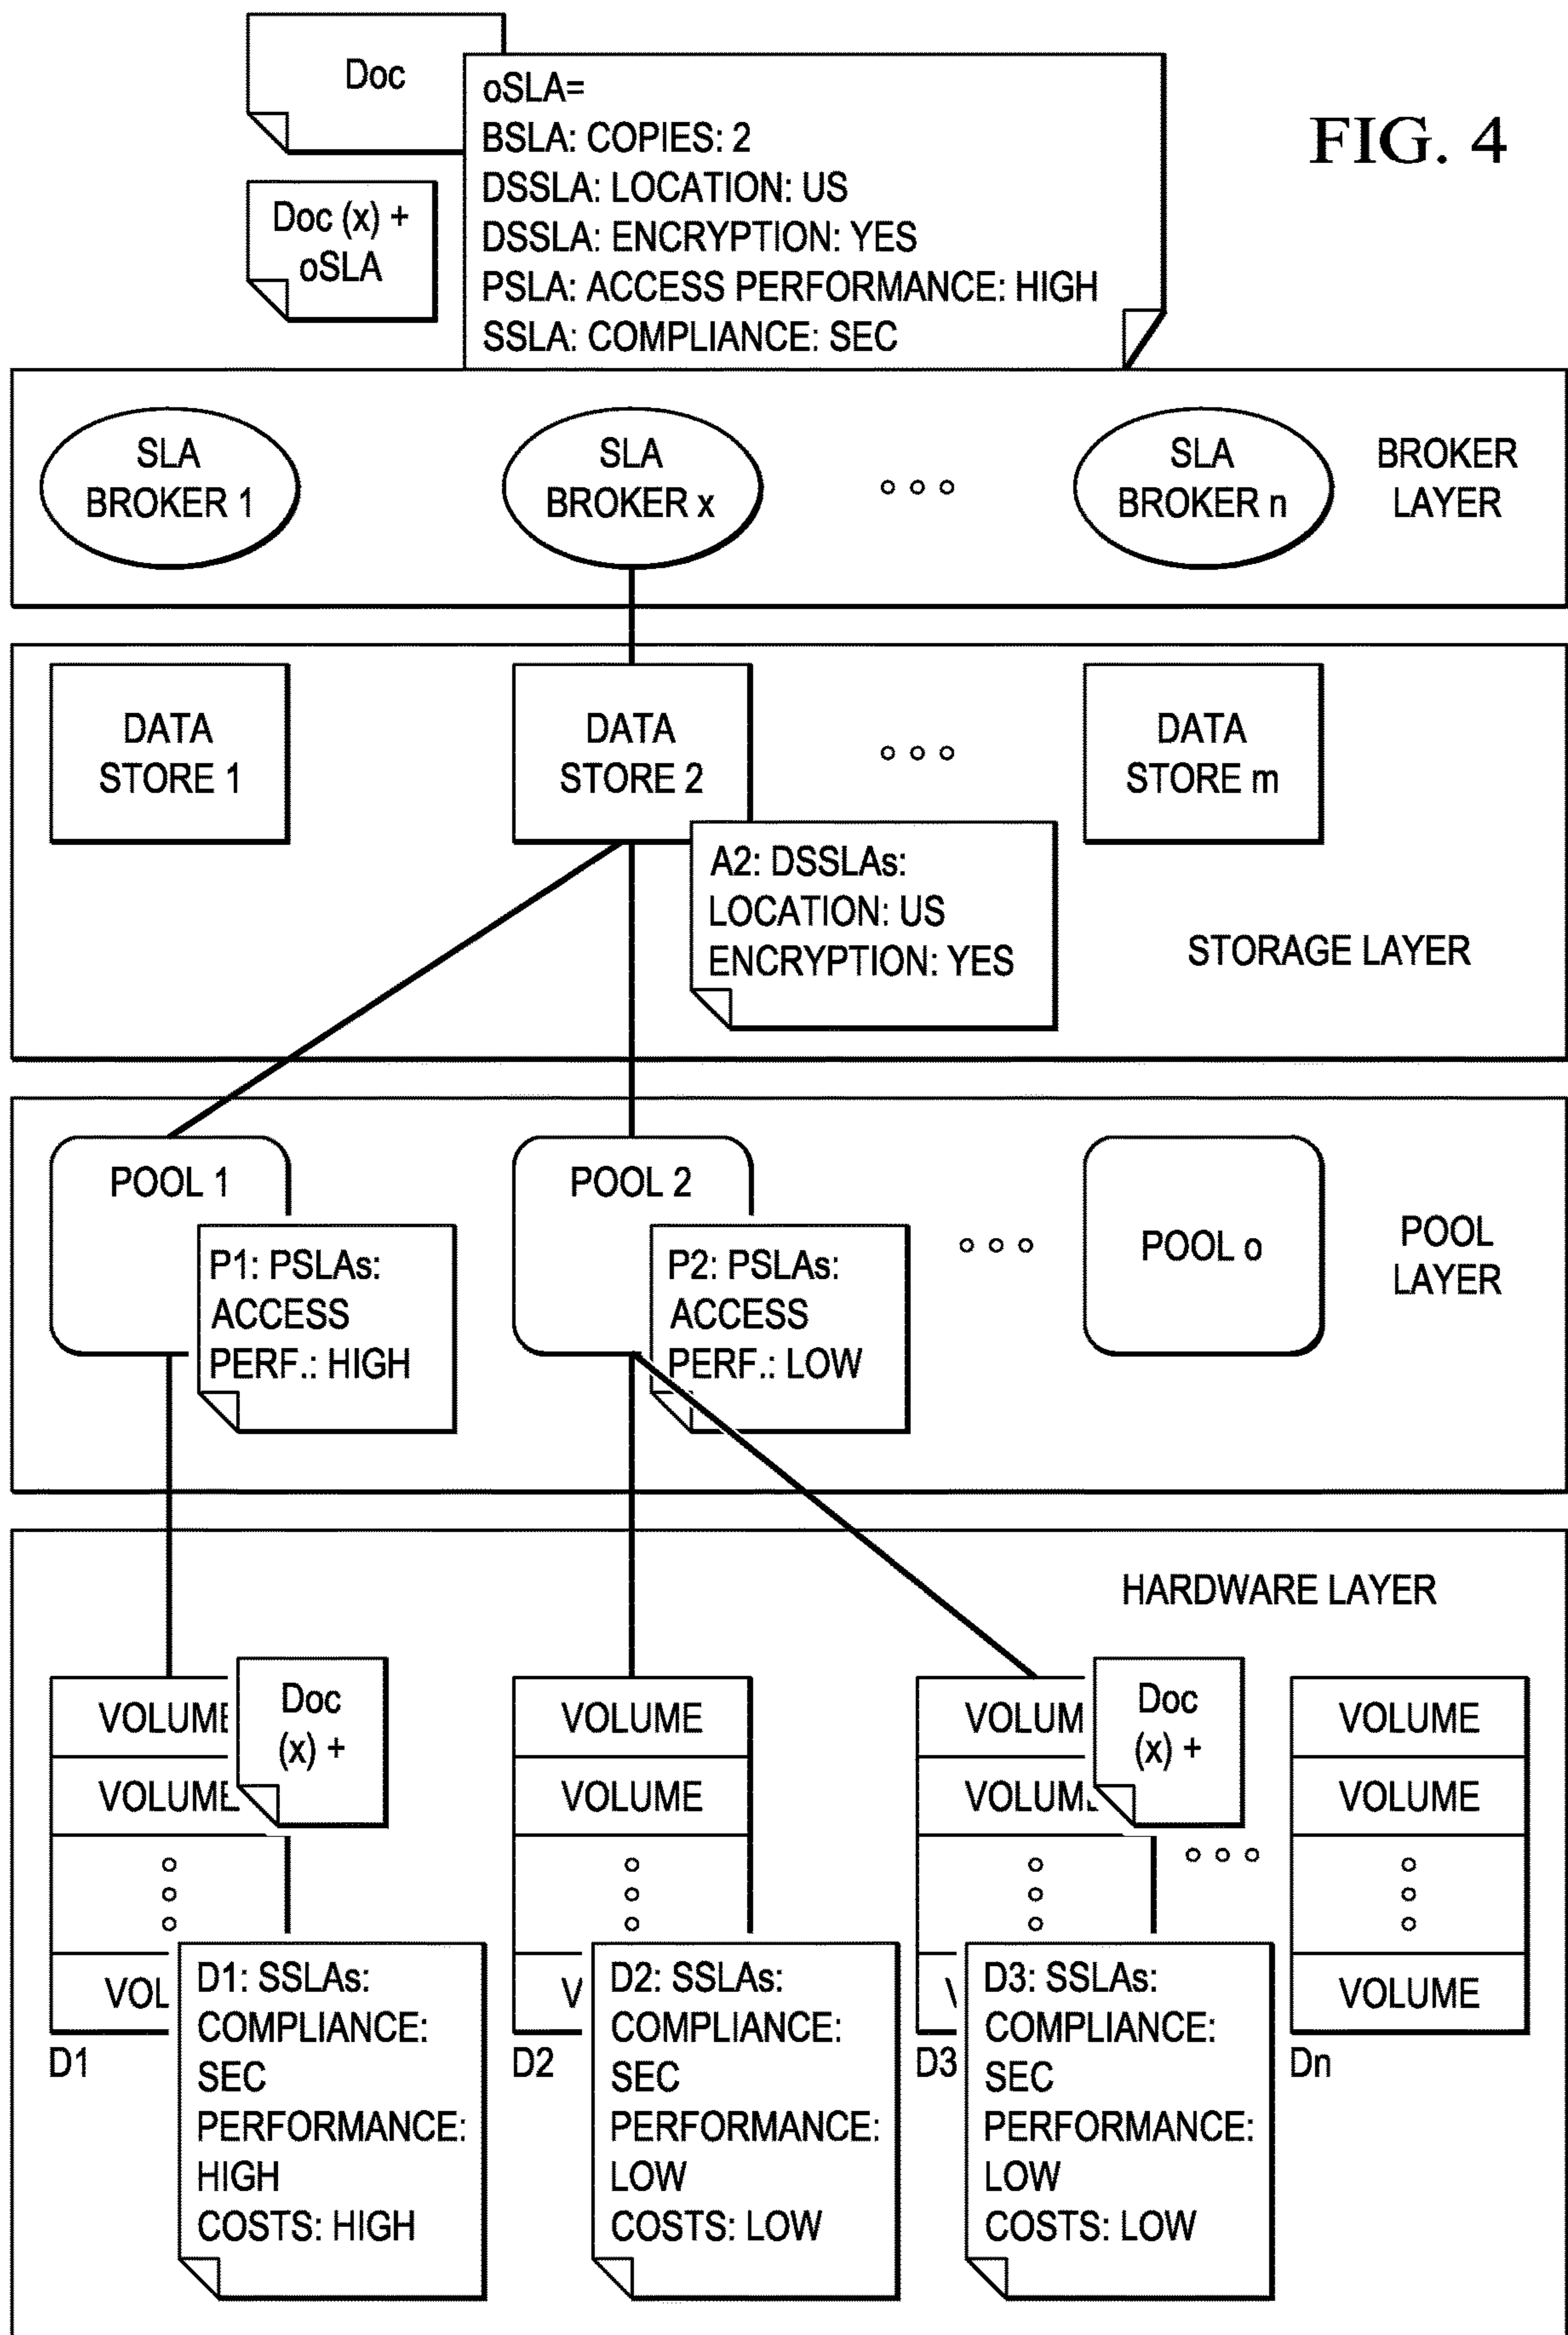 FIG. 4
Doc
Doc (x) +
oSLA
oSLA=
BSLA: COPIES: 2
DSSLA: LOCATION: US
DSSLA: ENCRYPTION: YES
PSLA: ACCESS PERFORMANCE: HIGH
SSLA: COMPLIANCE: SEC
SLA
BROKER 1
SLA
BROKER x
SLA
BROKER n
BROKER
LAYER
DATA
STORE 1
DATA
STORE 2
DATA
STORE m
A2: DSSLAs:
LOCATION: US
ENCRYPTION: YES
STORAGE LAYER
POOL 1
P1: PSLAs:
ACCESS
PERF.: HIGH
POOL 2
P2: PSLAs:
ACCESS
PERF.: LOW
POOL o
POOL
LAYER
HARDWARE LAYER
VOLUME
VOLUME
VOL
Doc
(x) +
D1
D1: SSLAs:
COMPLIANCE:
SEC
PERFORMANCE:
HIGH
COSTS: HIGH
VOLUME
VOLUME
V
D2
D2: SSLAs:
COMPLIANCE:
SEC
PERFORMANCE:
LOW
COSTS: LOW
VOLUM
VOLUM
Doc
(x) +
D3
D3: SSLAs:
COMPLIANCE:
SEC
PERFORMANCE:
LOW
COSTS: LOW
VOLUME
VOLUME
VOLUME
Dn